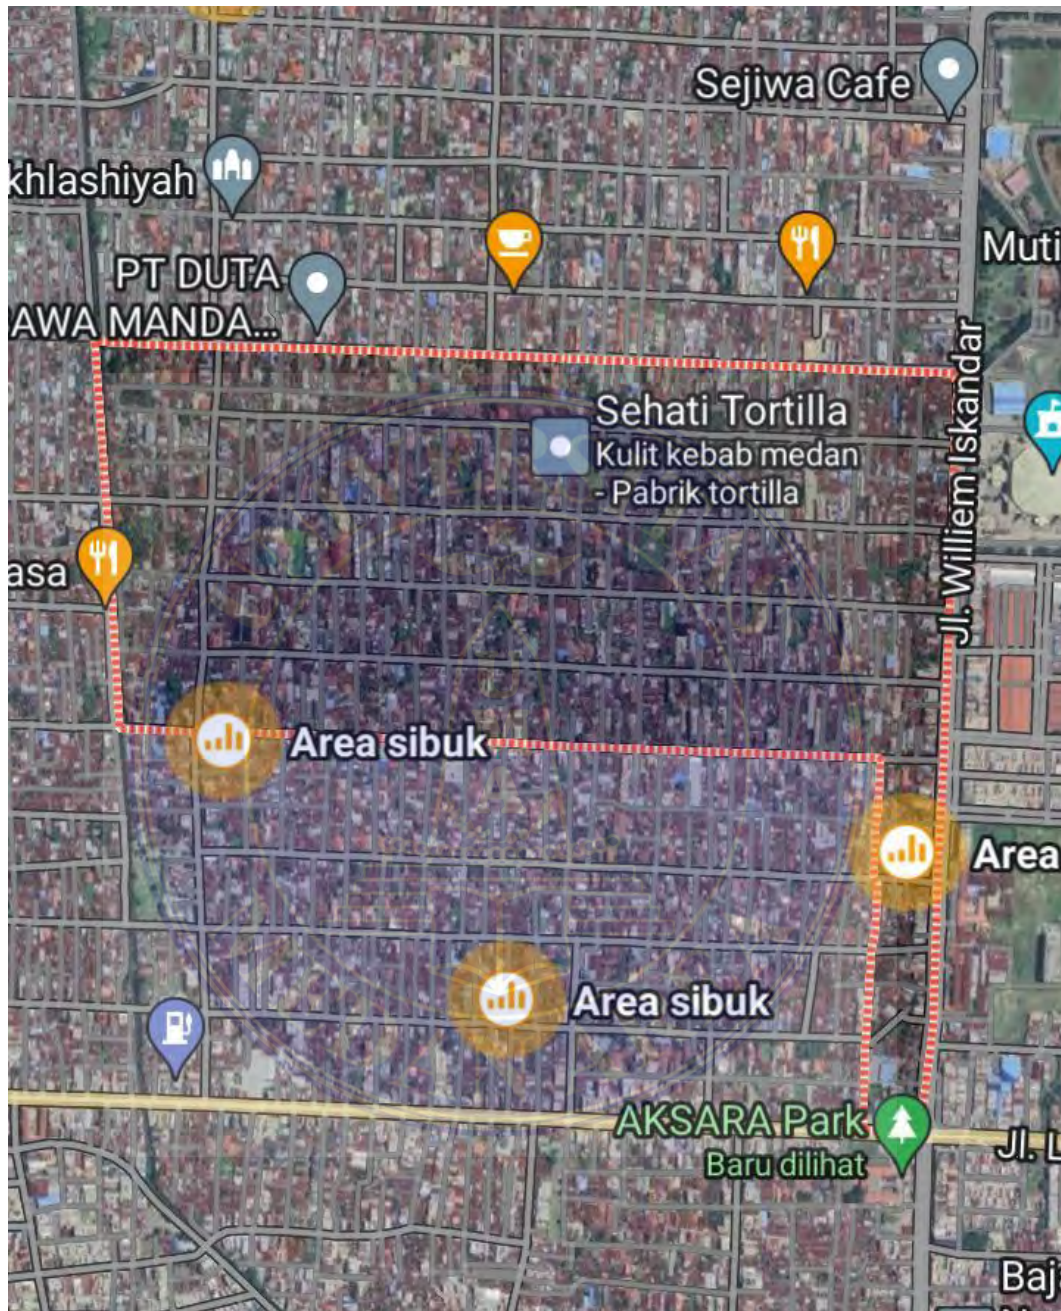 Sejiwa Cafe
khlashiyah
PT DUTA
AWA MANDA...
Muti
Jl. Williem Iskandar
Sehati Tortilla
Kulit kebab medan
- Pabrik tortilla
asa
Area sibuk
Area
Area sibuk
AKSARA Park
Baru dilihat
Jl. L
Baj